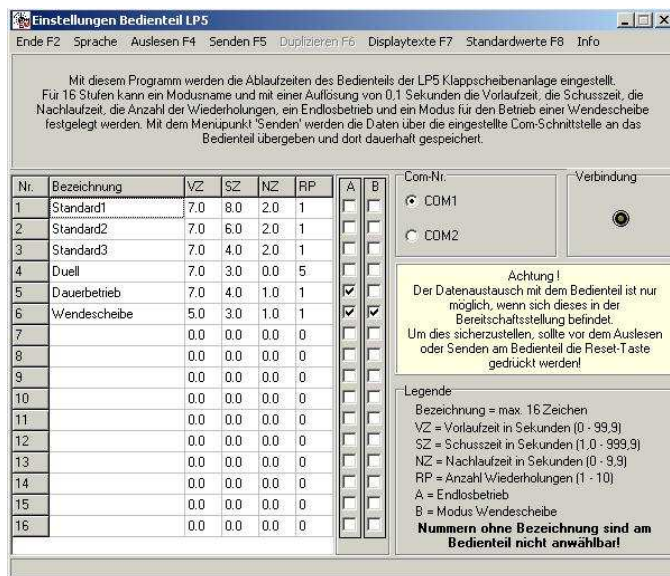 Einstellungen Bedienteil LP5
Ende F2 Sprache Auslesen F4 Senden F5 Duplizieren F6 Displaytexte F7 Standardwerte F8 Info
Mit diesem Programm werden die Ablaufzeiten des Bedienteils der LP5 Klappscheibenanlage eingestellt.
Für 16 Stufen kann ein Modusname und mit einer Auflösung von 0,1 Sekunden die Vorlaufzeit, die Schusszeit, die
Nachlaufzeit, die Anzahl der Wiederholungen, ein Endlosbetrieb und ein Modus für den Betrieb einer Wendescheibe
festgelegt werden. Mit dem Menüpunkt 'Senden' werden die Daten über die eingestellte Com-Schnittstelle an das
Bedienteil übergeben und dort dauerhaft gespeichert.
Nr. Bezeichnung VZ SZ NZ RP A B
1 Standard1 7.0 8.0 2.0 1
2 Standard2 7.0 6.0 2.0 1
3 Standard3 7.0 4.0 2.0 1
4 Duell 7.0 3.0 0.0 5
5 Dauerbetrieb 7.0 4.0 1.0 1
6 Wendescheibe 5.0 3.0 1.0 1
7 0.0 0.0 0.0 0
8 0.0 0.0 0.0 0
9 0.0 0.0 0.0 0
10 0.0 0.0 0.0 0
11 0.0 0.0 0.0 0
12 0.0 0.0 0.0 0
13 0.0 0.0 0.0 0
14 0.0 0.0 0.0 0
15 0.0 0.0 0.0 0
16 0.0 0.0 0.0 0
Com-Nr.
COM1
COM2
Verbindung
Achtung !
Der Datenaustausch mit dem Bedienteil ist nur
möglich, wenn sich dieses in der
Bereitschaftsstellung befindet.
Um dies sicherzustellen, sollte vor dem Auslesen
oder Senden am Bedienteil die Reset-Taste
gedrückt werden!
Legende
Bezeichnung = max. 16 Zeichen
VZ = Vorlaufzeit in Sekunden (0 - 99,9)
SZ = Schusszeit in Sekunden (1,0 - 999,9)
NZ = Nachlaufzeit in Sekunden (0 - 9,9)
RP = Anzahl Wiederholungen (1 - 10)
A = Endlosbetrieb
B = Modus Wendescheibe
Nummern ohne Bezeichnung sind am
Bedienteil nicht anwählbar!